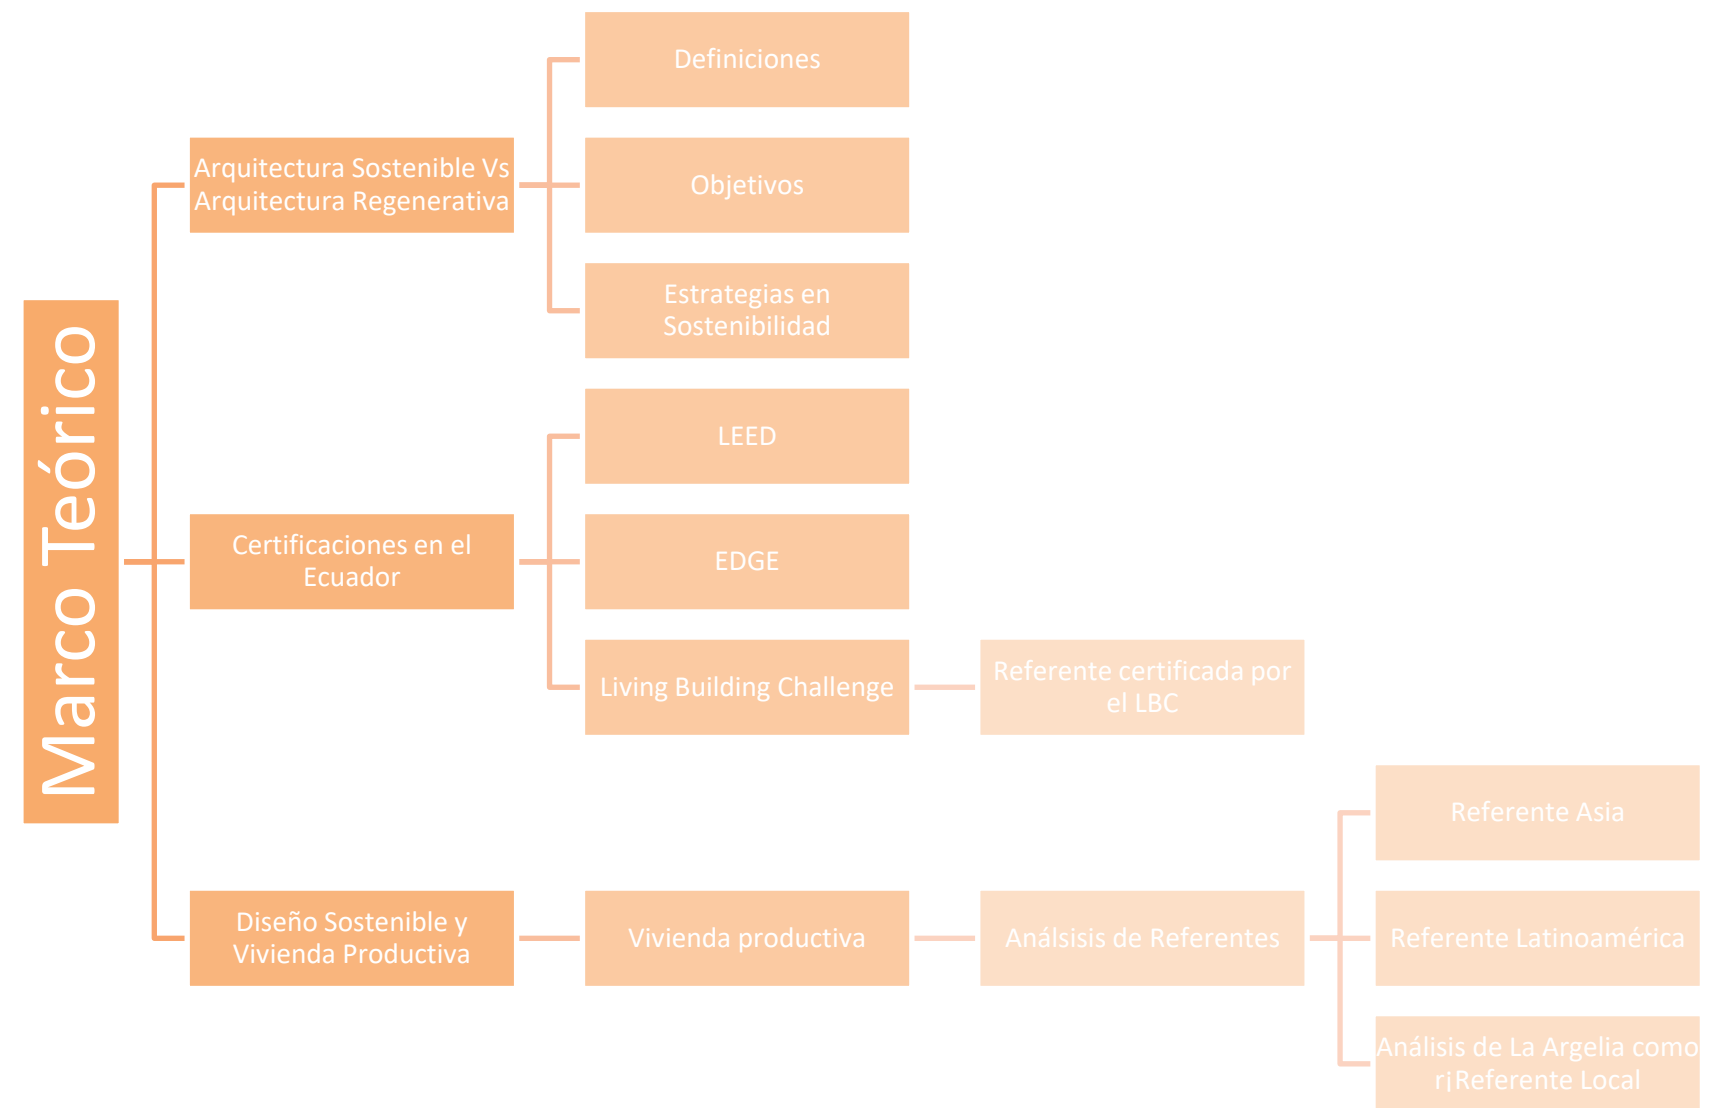 Marco Teórico
Arquitectura Sostenible Vs
Arquitectura Regenerativa
Definiciones
Objetivos
Estrategias en
Sostenibilidad
Certificaciones en el
Ecuador
LEED
EDGE
Living Building Challenge
Referente certificada por
el LBC
Diseño Sostenible y
Vivienda Productiva
Vivienda productiva
Análsisis de Referentes
Referente Asia
Referente Latinoamérica
Análisis de La Argelia como
r¡Referente Local